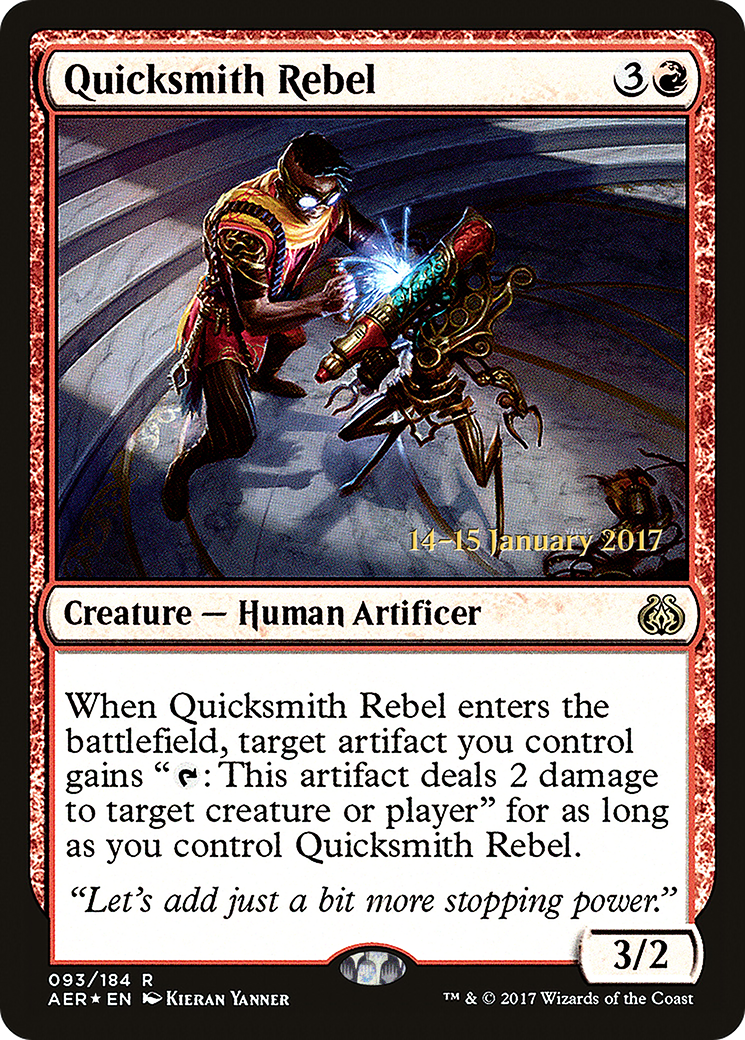 Quicksmith Rebel 3
14–15 January 2017
Creature — Human Artificer
When Quicksmith Rebel enters the
battlefield, target artifact you control
gains “ : This artifact deals 2 damage
to target creature or player” for as long
as you control Quicksmith Rebel.
“Let’s add just a bit more stopping power.”
3/2
093/184 R
AER★EN Kieran Yanner
™ & © 2017 Wizards of the Coast